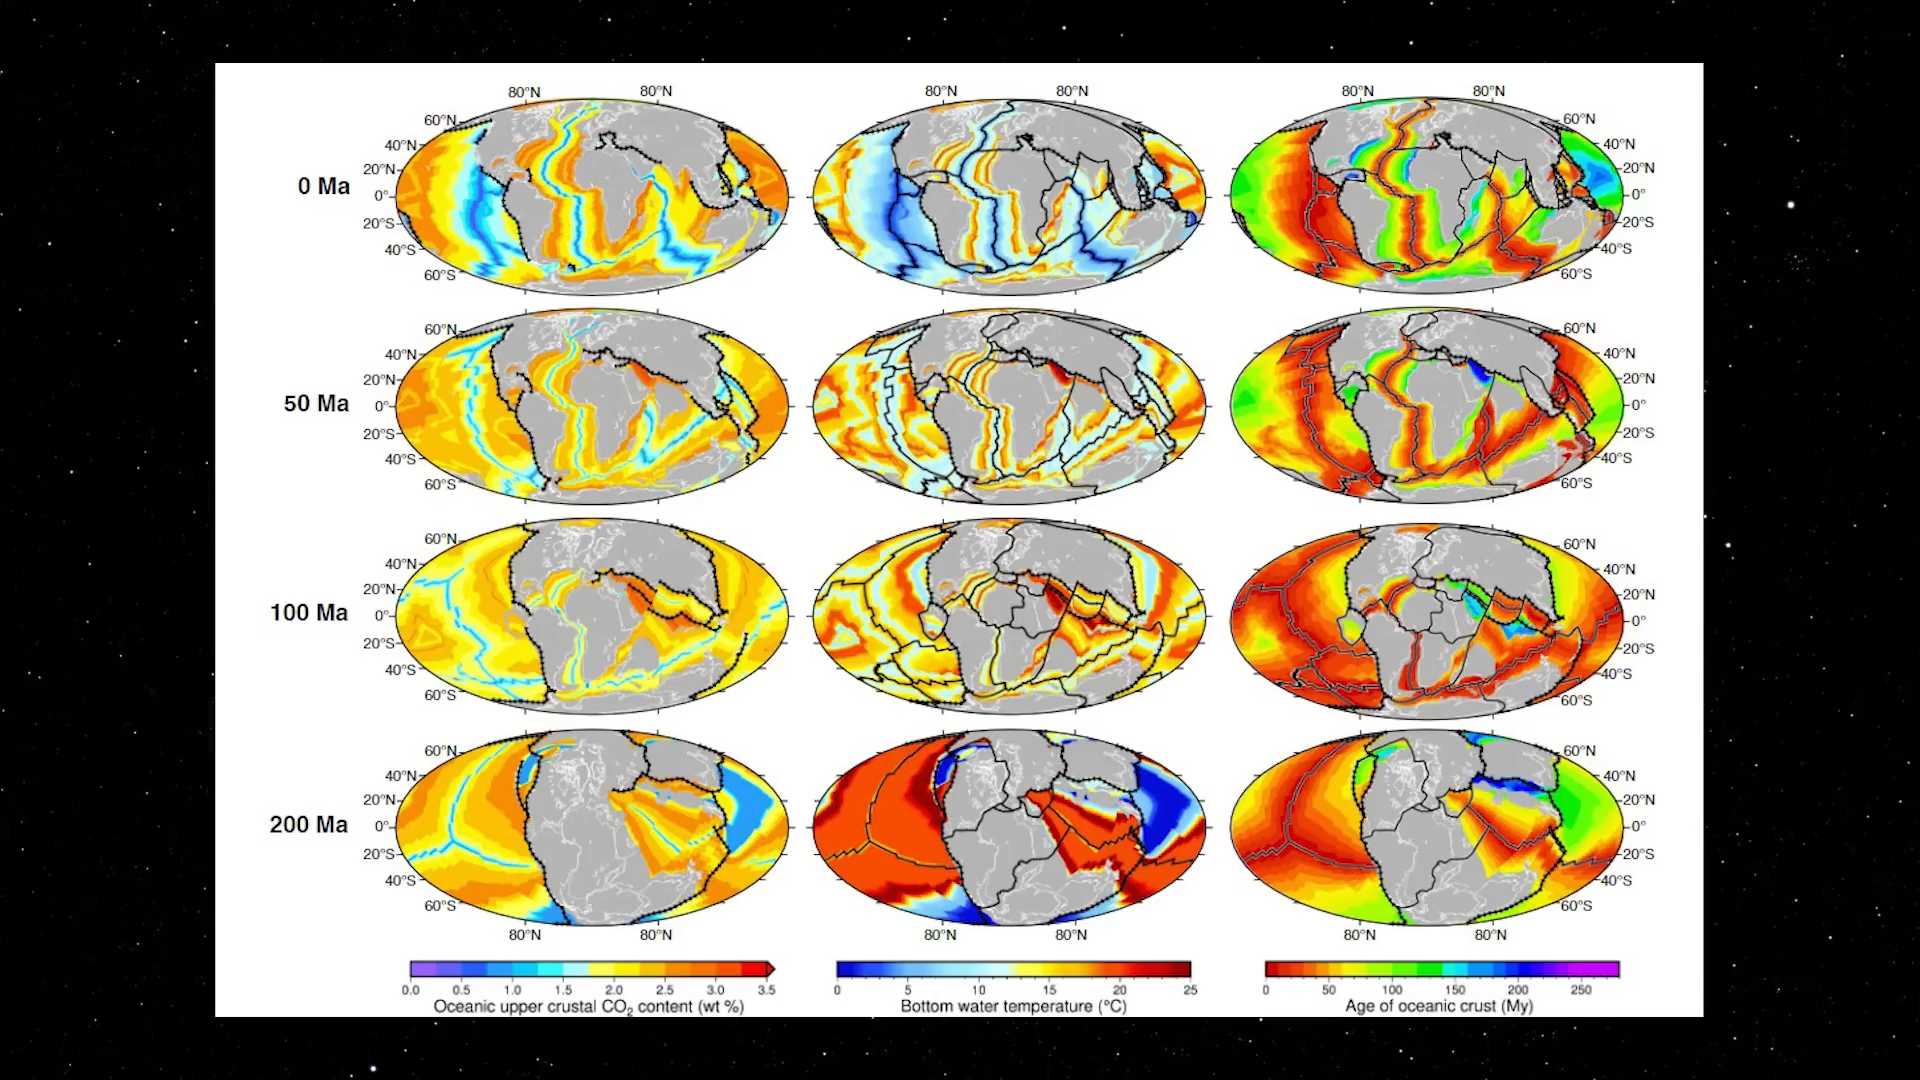 80°N 80°N 80°N 80°N 80°N 80°N
60°N 60°N
40°N 40°N
0 Ma 20°N 20°N
0° 0°
20°S 20°S
40°S 40°S
60°S 60°S
60°N 60°N
40°N 40°N
50 Ma 20°N 20°N
0° 0°
20°S 20°S
40°S 40°S
60°S 60°S
60°N 60°N
40°N 40°N
100 Ma 20°N 20°N
0° 0°
20°S 20°S
40°S 40°S
60°S 60°S
60°N 60°N
40°N 40°N
200 Ma 20°N 20°N
0° 0°
20°S 20°S
40°S 40°S
60°S 60°S
80°N 80°N 80°N 80°N 80°N 80°N
0.0 0.5 1.0 1.5 2.0 2.5 3.0 3.5
Oceanic upper crustal CO₂ content (wt %)
0 5 10 15 20 25
Bottom water temperature (°C)
0 50 100 150 200 250
Age of oceanic crust (My)